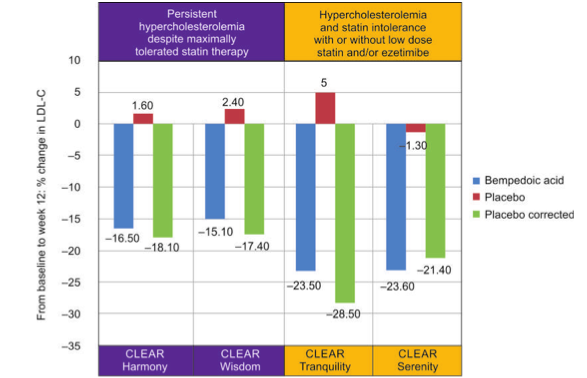 Persistent
hypercholesterolemia
despite maximally
tolerated statin therapy
Hypercholesterolemia
and statin intolerance
with or without low dose
statin and/or ezetimibe
From baseline to week 12: % change in LDL-C
10
5
0
−5
−10
−15
−20
−25
−30
−35
1.60
2.40
5
−1.30
−16.50
−18.10
−15.10
−17.40
−23.50
−28.50
−23.60
−21.40
Bempedoic acid
Placebo
Placebo corrected
CLEAR
Harmony
CLEAR
Wisdom
CLEAR
Tranquility
CLEAR
Serenity